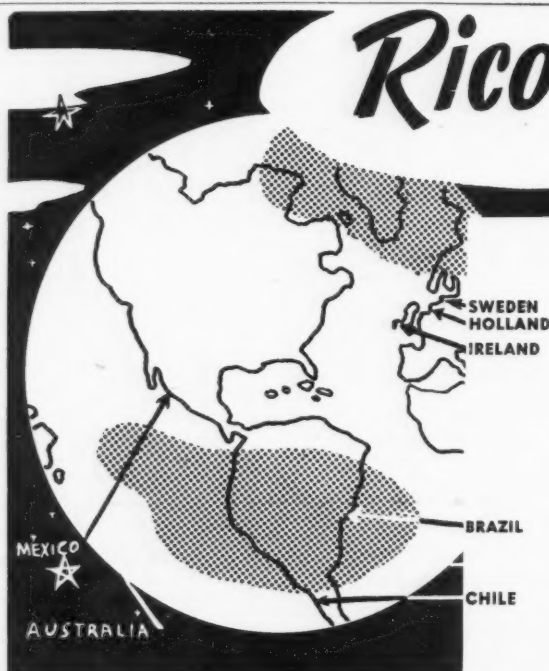 Rico
SWEDEN
HOLLAND
IRELAND
BRAZIL
MEXICO
CHILE
AUSTRALIA